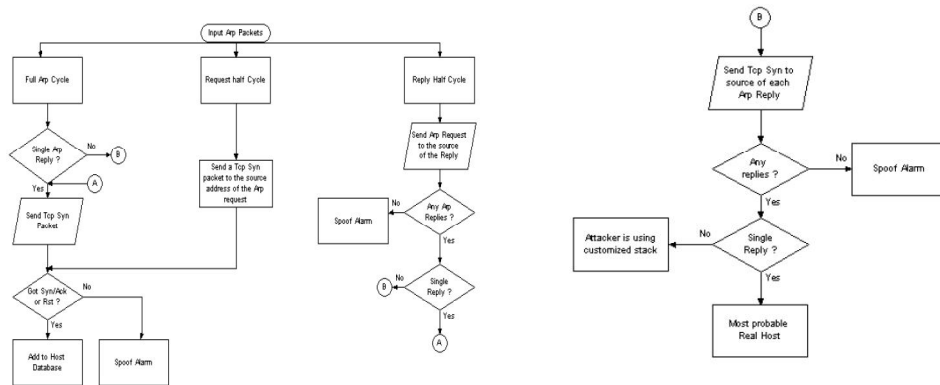 Input Arp Packets
Full Arp Cycle
Request half Cycle
Reply Half Cycle
Single Arp
Reply ?
No
B
Yes
A
Send Tcp Syn
Packet
Send a Tcp Syn
packet to the source
address of the Arp
request
Send Arp Request
to the source
of the Reply
Any Arp
Replies ?
No
Spoof Alarm
Yes
Single
Reply ?
No
B
Yes
A
Got Syn/Ack
or Rst ?
No
Yes
Add to Host
Database
Spoof Alarm
B
Send Tcp Syn to
source of each
Arp Reply
Any
replies ?
No
Spoof Alarm
Yes
Single
Reply ?
No
Attacker is using
customized stack
Yes
Most probable
Real Host